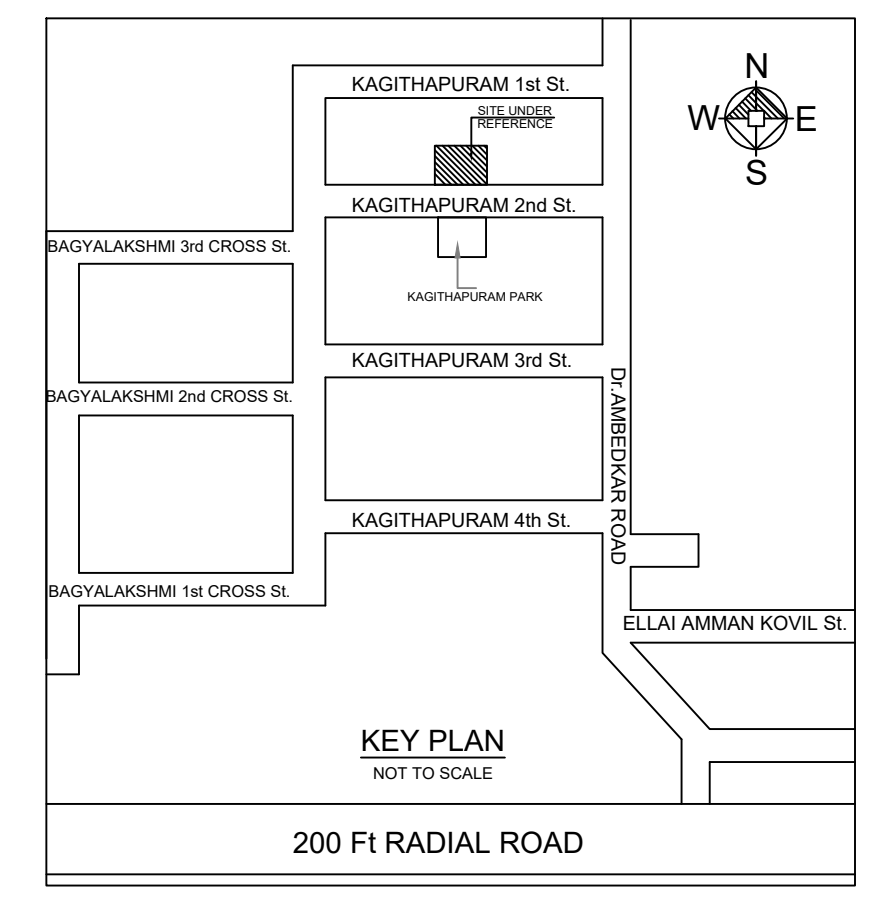 KAGITHAPURAM 1st St.
SITE UNDER
REFERENCE
N
W
E
S
KAGITHAPURAM 2nd St.
BAGYALAKSHMI 3rd CROSS St.
KAGITHAPURAM PARK
KAGITHAPURAM 3rd St.
Dr.AMBEDKAR ROAD
BAGYALAKSHMI 2nd CROSS St.
KAGITHAPURAM 4th St.
BAGYALAKSHMI 1st CROSS St.
ELLAI AMMAN KOVIL St.
KEY PLAN
NOT TO SCALE
200 Ft RADIAL ROAD